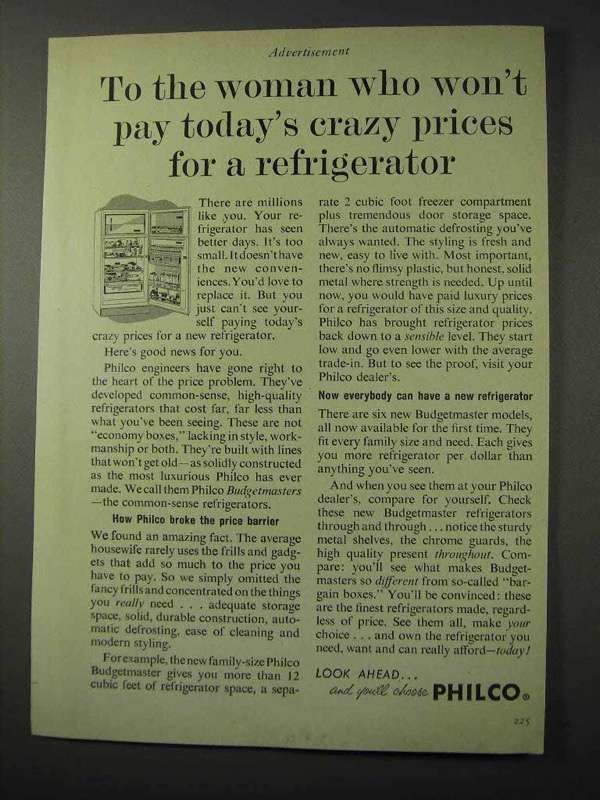 Advertisement
To the woman who won't
pay today's crazy prices
for a refrigerator
There are millions
like you. Your re-
frigerator has seen
better days. It's too
small. It doesn't have
the new conven-
iences. You'd love to
replace it. But you
just can't see your-
self paying today's
crazy prices for a new refrigerator.
Here's good news for you.
Philco engineers have gone right to
the heart of the price problem. They've
developed common-sense, high-quality
refrigerators that cost far, far less than
what you've been seeing. These are not
"economy boxes," lacking in style, work-
manship or both. They're built with lines
that won't get old—as solidly constructed
as the most luxurious Philco has ever
made. We call them Philco Budgetmasters
—the common-sense refrigerators.
How Philco broke the price barrier
We found an amazing fact. The average
housewife rarely uses the frills and gadg-
ets that add so much to the price you
have to pay. So we simply omitted the
fancy frills and concentrated on the things
you really need . . . adequate storage
space, solid, durable construction, auto-
matic defrosting, ease of cleaning and
modern styling.
For example, the new family-size Philco
Budgetmaster gives you more than 12
cubic feet of refrigerator space, a sepa-
rate 2 cubic foot freezer compartment
plus tremendous door storage space.
There's the automatic defrosting you've
always wanted. The styling is fresh and
new, easy to live with. Most important,
there's no flimsy plastic, but honest, solid
metal where strength is needed. Up until
now, you would have paid luxury prices
for a refrigerator of this size and quality.
Philco has brought refrigerator prices
back down to a sensible level. They start
low and go even lower with the average
trade-in. But to see the proof, visit your
Philco dealer's.
Now everybody can have a new refrigerator
There are six new Budgetmaster models,
all now available for the first time. They
fit every family size and need. Each gives
you more refrigerator per dollar than
anything you've seen.
And when you see them at your Philco
dealer's, compare for yourself. Check
these new Budgetmaster refrigerators
through and through . . . notice the sturdy
metal shelves, the chrome guards, the
high quality present throughout. Com-
pare: you'll see what makes Budget-
masters so different from so-called "bar-
gain boxes." You'll be convinced: these
are the finest refrigerators made, regard-
less of price. See them all, make your
choice . . . and own the refrigerator you
need, want and can really afford—today!
LOOK AHEAD...
and you'll choose PHILCO®
225